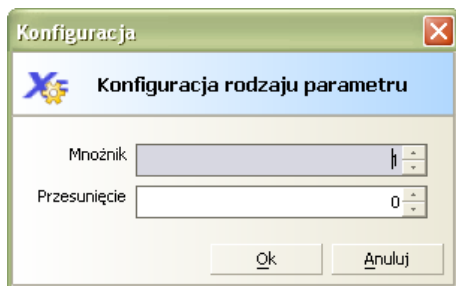 Konfiguracja
Konfiguracja rodzaju parametru
Mnożnik 1
Przesunięcie 0
Ok Anuluj